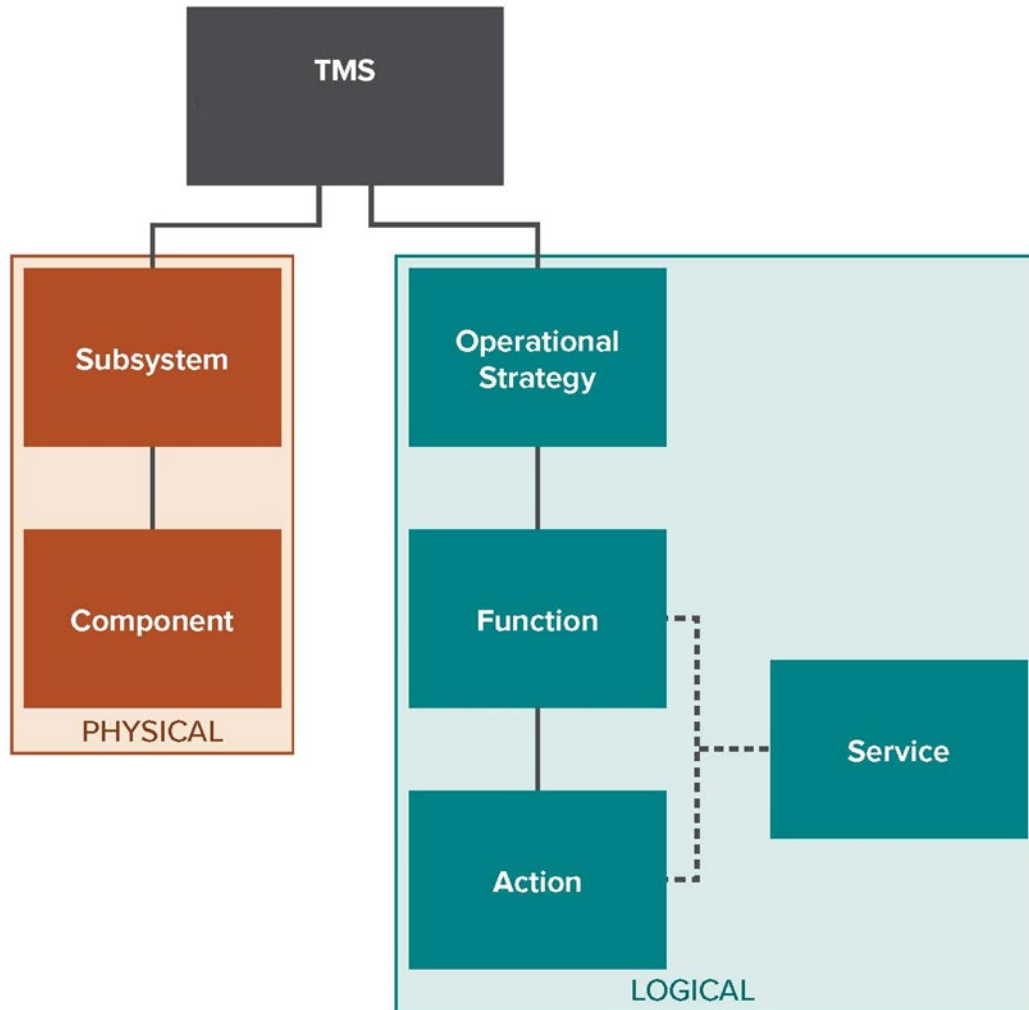 TMS
Subsystem
Operational
Strategy
Component
Function
PHYSICAL
Service
Action
LOGICAL